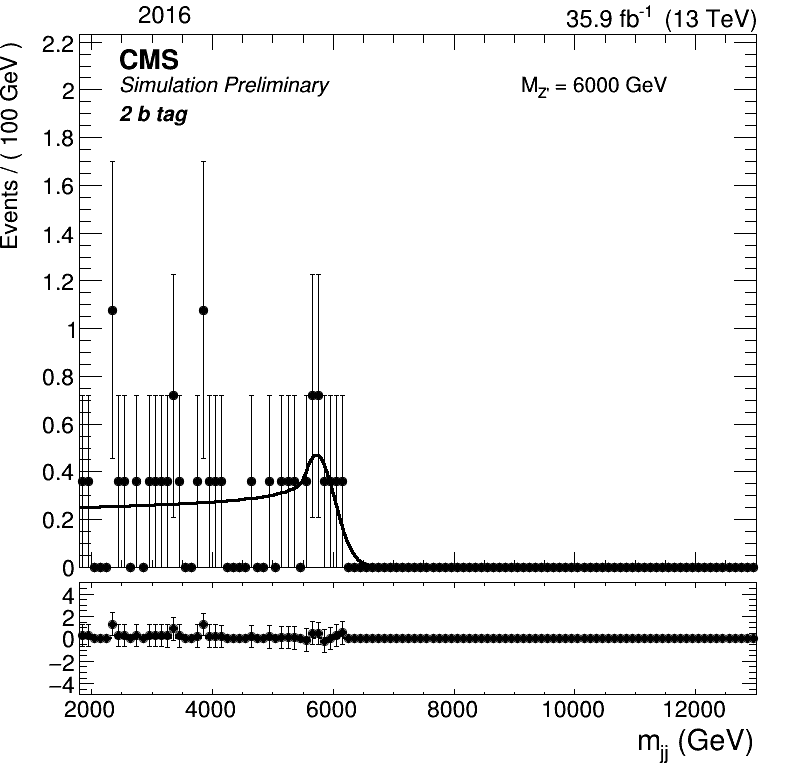 2016 35.9 fb⁻¹ (13 TeV)
CMS
Simulation Preliminary
2 b tag
M_Z' = 6000 GeV
Events / ( 100 GeV )
2.2
2
1.8
1.6
1.4
1.2
1
0.8
0.6
0.4
0.2
0
4
2
0
−2
−4
2000 4000 6000 8000 10000 12000
m_jj (GeV)